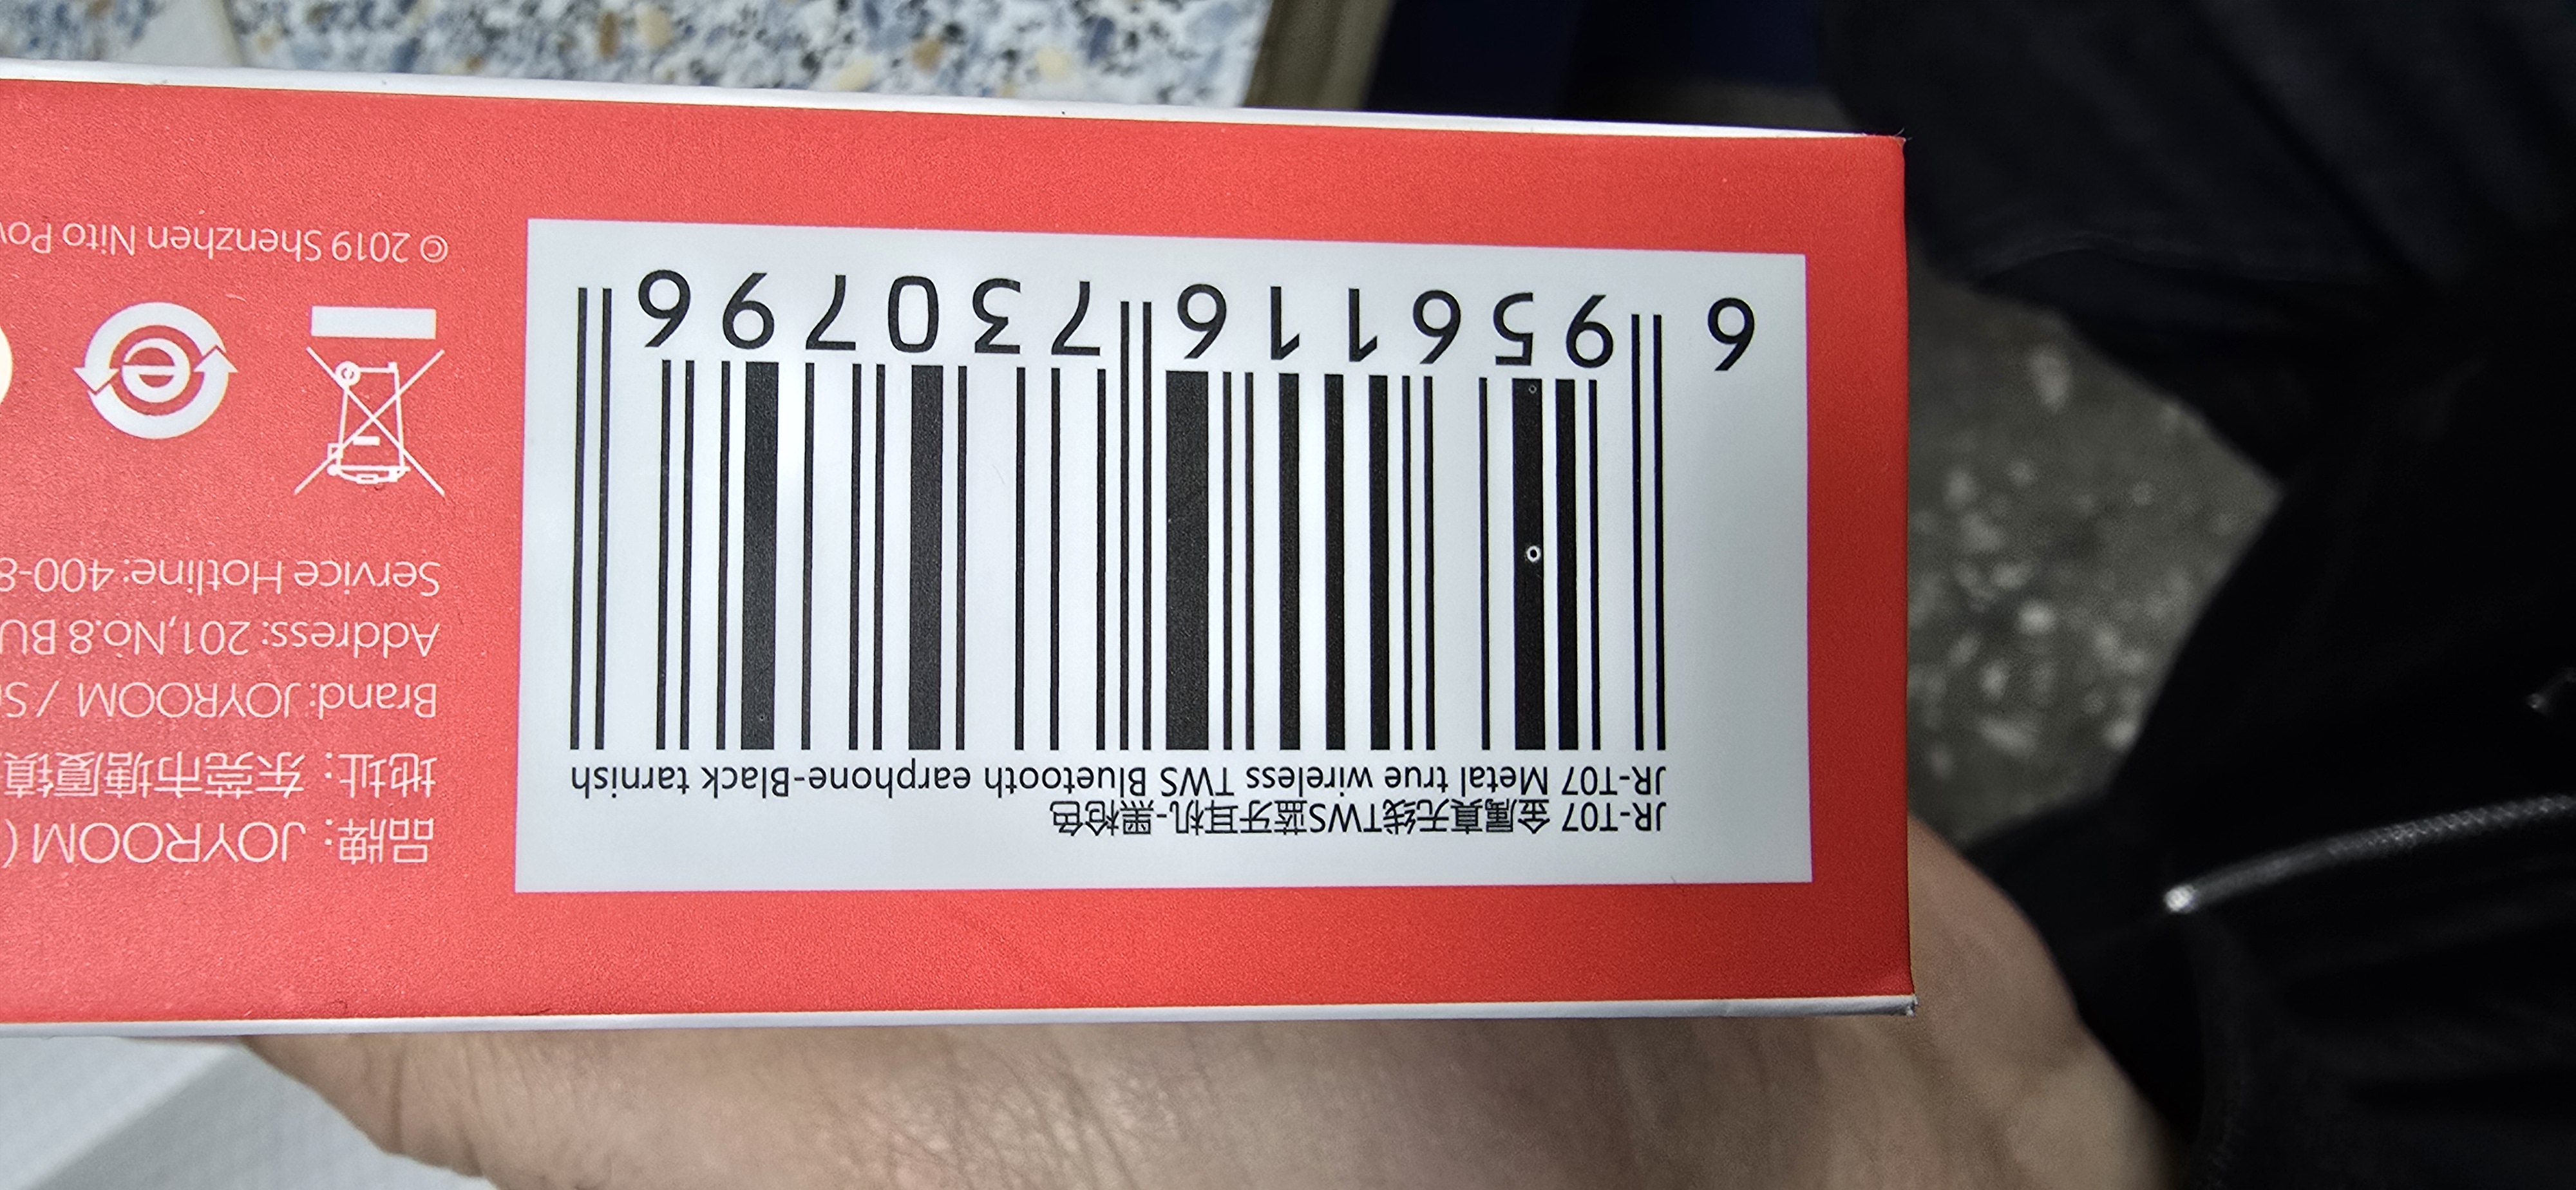 JR-T07 金属真无线TWS蓝牙耳机-黑枪色
JR-T07 Metal true wireless TWS Bluetooth earphone-Black tarnish
6 956116 730796
品牌：JOYROOM (
地址：东莞市塘厦镇
Brand: JOYROOM /
Address: 201,No.8
Service Hotline: 400-8
© 2019 Shenzhen Nito